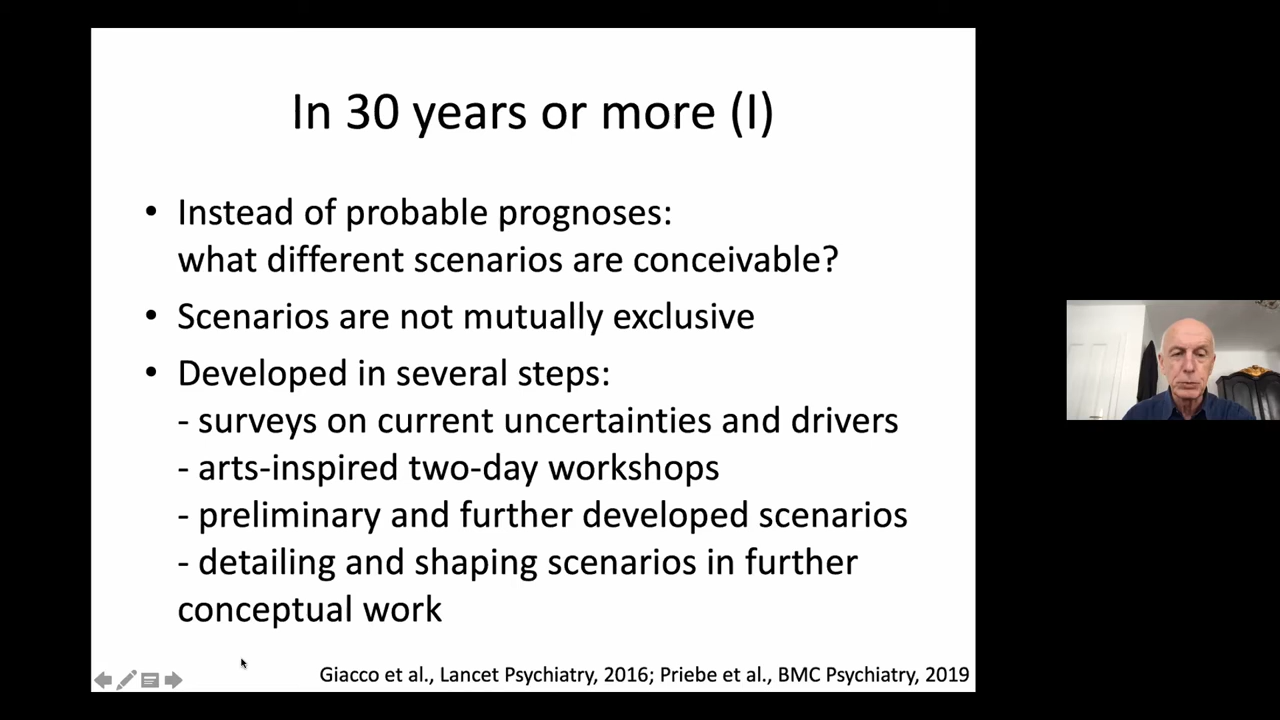 In 30 years or more (I)
• Instead of probable prognoses:
what different scenarios are conceivable?
• Scenarios are not mutually exclusive
• Developed in several steps:
- surveys on current uncertainties and drivers
- arts-inspired two-day workshops
- preliminary and further developed scenarios
- detailing and shaping scenarios in further
conceptual work
Giacco et al., Lancet Psychiatry, 2016; Priebe et al., BMC Psychiatry, 2019